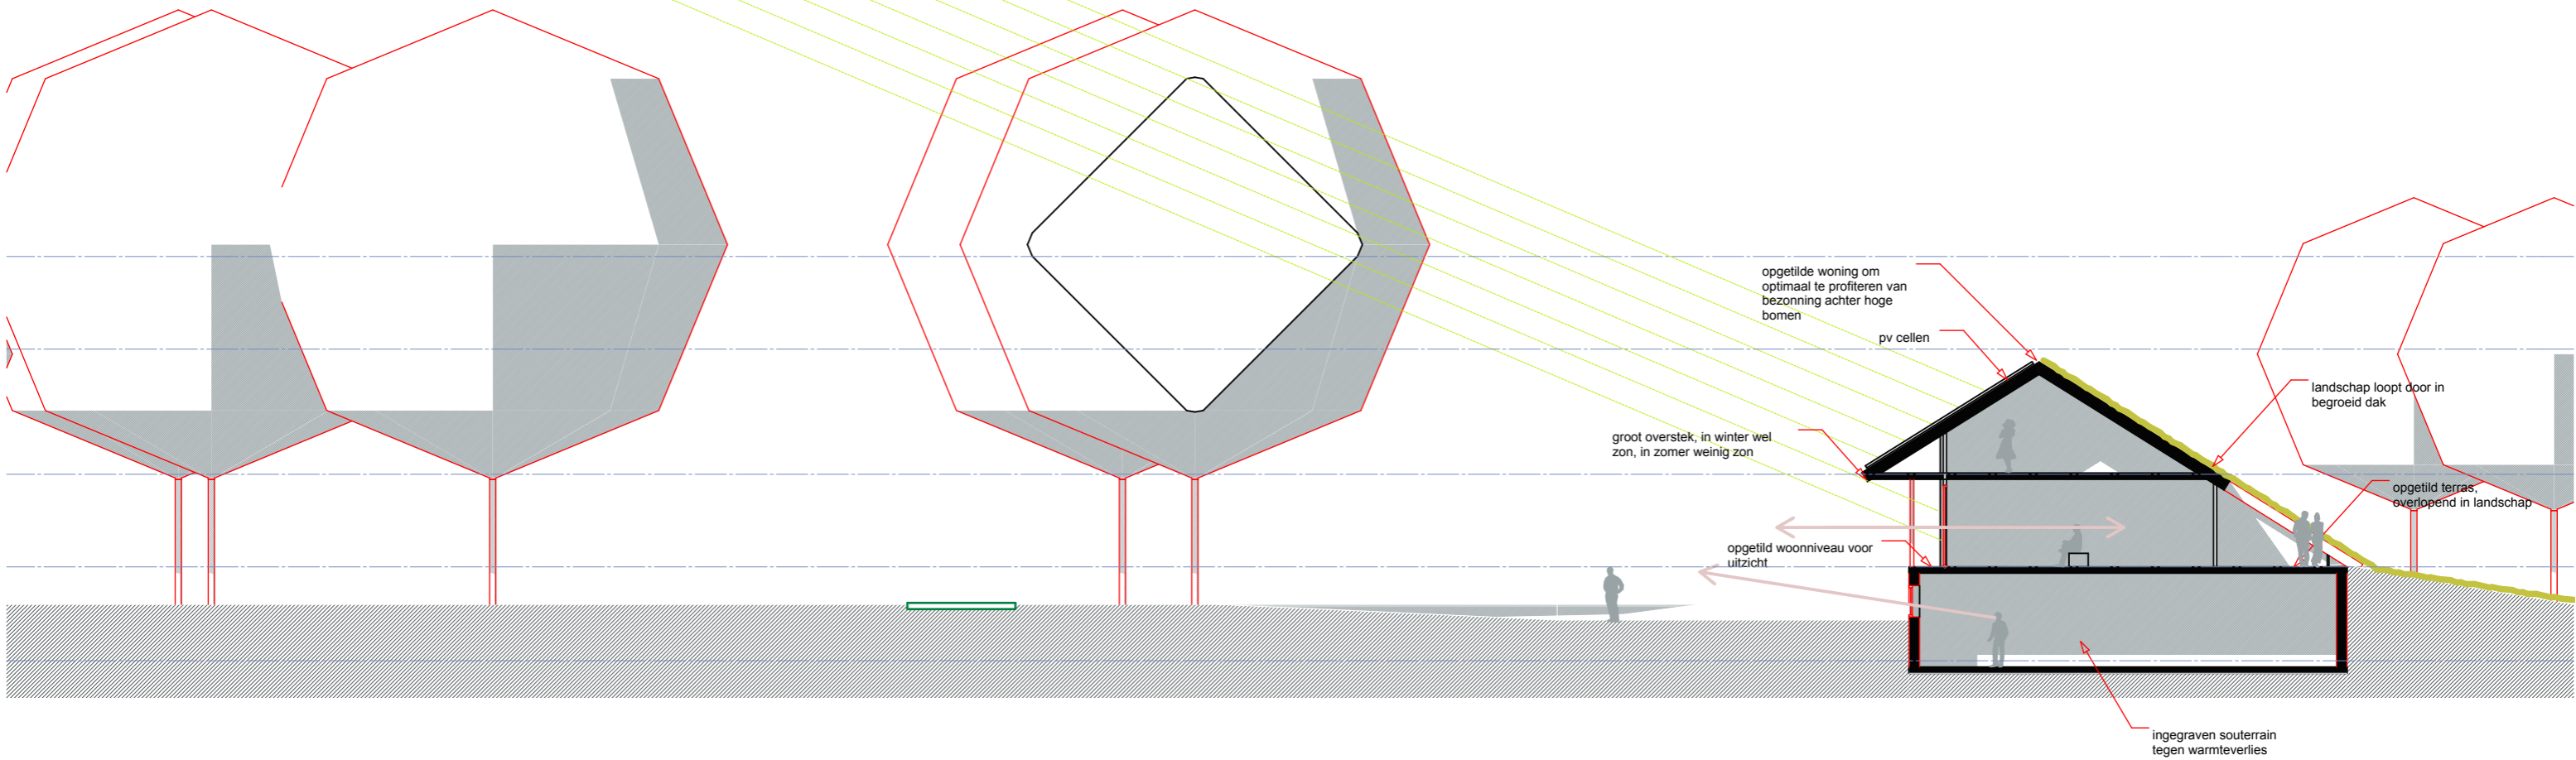 opgetilde woning om
optimaal te profiteren van
bezonning achter hoge
bomen
pv cellen
landschap loopt door in
begroeid dak
groot overstek, in winter wel
zon, in zomer weinig zon
opgetild terras,
overlopend in landschap
opgetild woonniveau voor
uitzicht
ingegraven souterrain
tegen warmteverlies